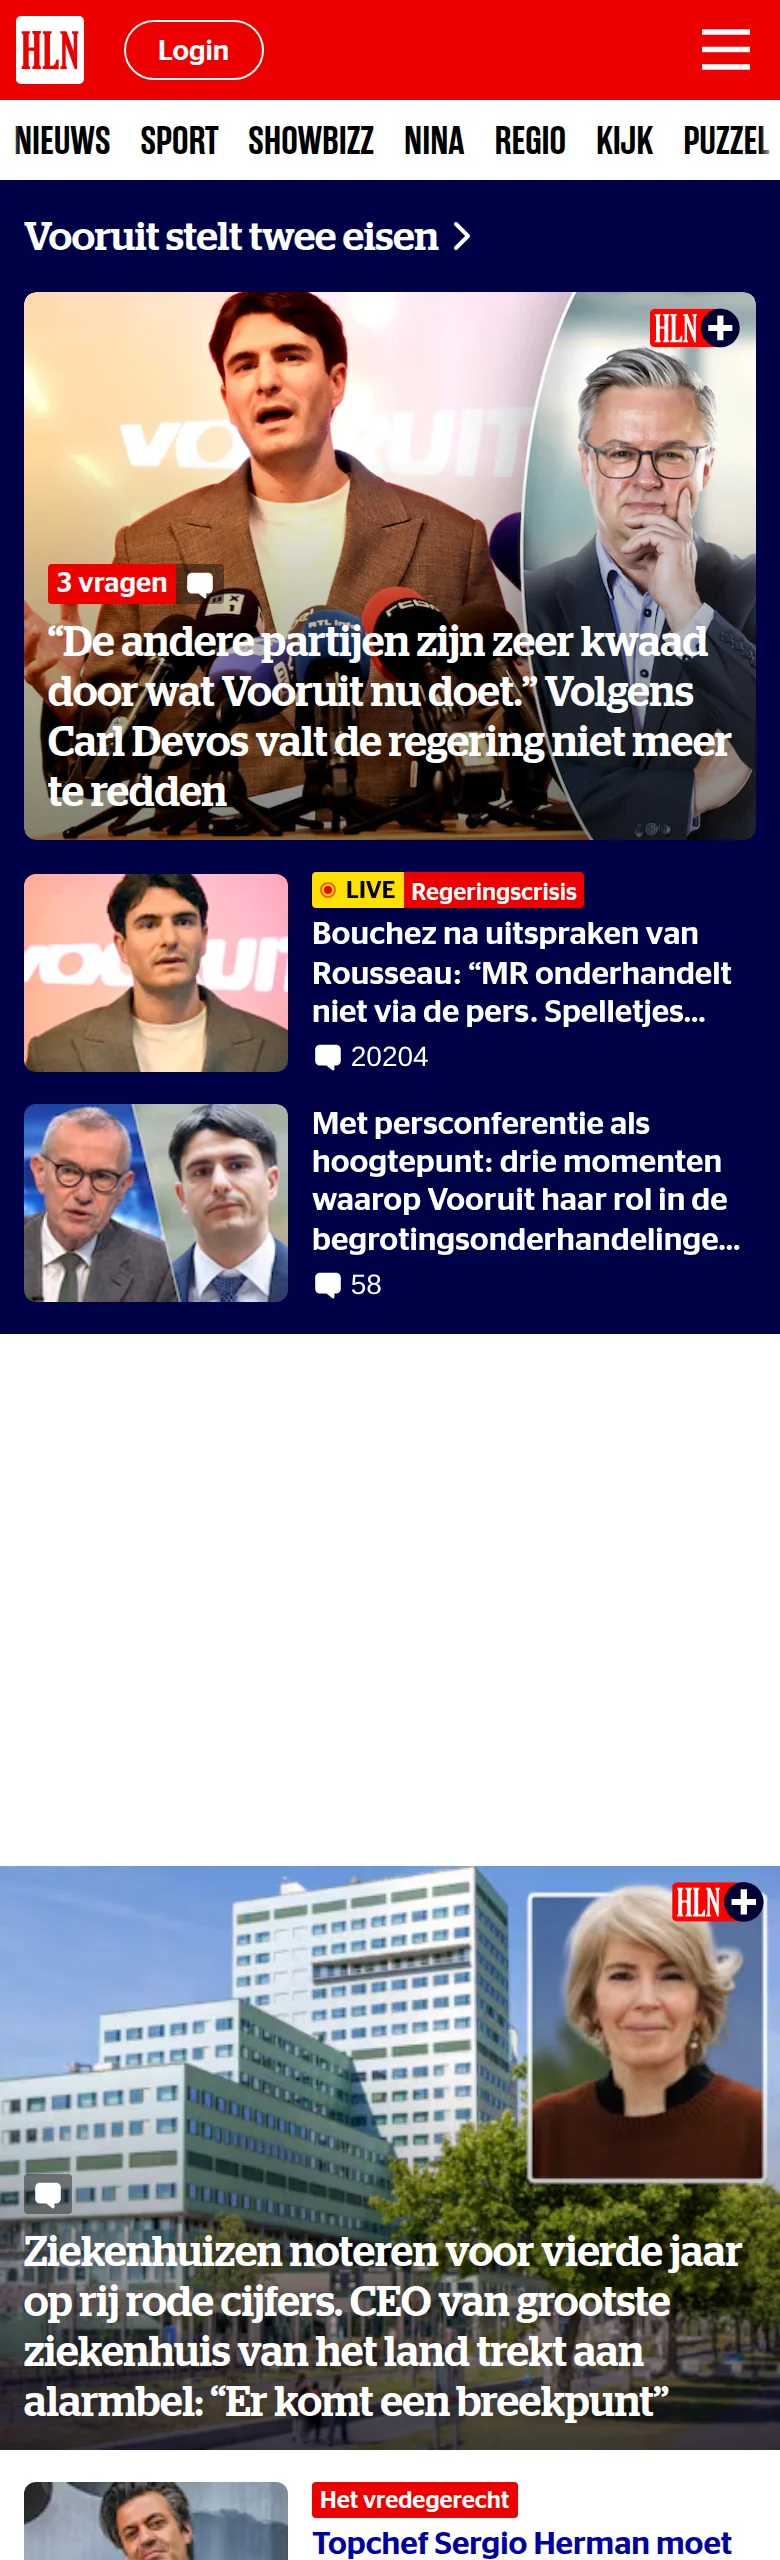 HLN
Login
NIEUWS SPORT SHOWBIZZ NINA REGIO KIJK PUZZEL
Vooruit stelt twee eisen
HLN
VOORUIT
3 vragen
“De andere partijen zijn zeer kwaad
door wat Vooruit nu doet.” Volgens
Carl Devos valt de regering niet meer
te redden
LIVE Regeringscrisis
Bouchez na uitspraken van
Rousseau: “MR onderhandelt
niet via de pers. Spelletjes...
20204
Met persconferentie als
hoogtepunt: drie momenten
waarop Vooruit haar rol in de
begrotingsonderhandelinge...
58
HLN
Ziekenhuizen noteren voor vierde jaar
op rij rode cijfers. CEO van grootste
ziekenhuis van het land trekt aan
alarmbel: “Er komt een breekpunt”
Het vredegerecht
Topchef Sergio Herman moet